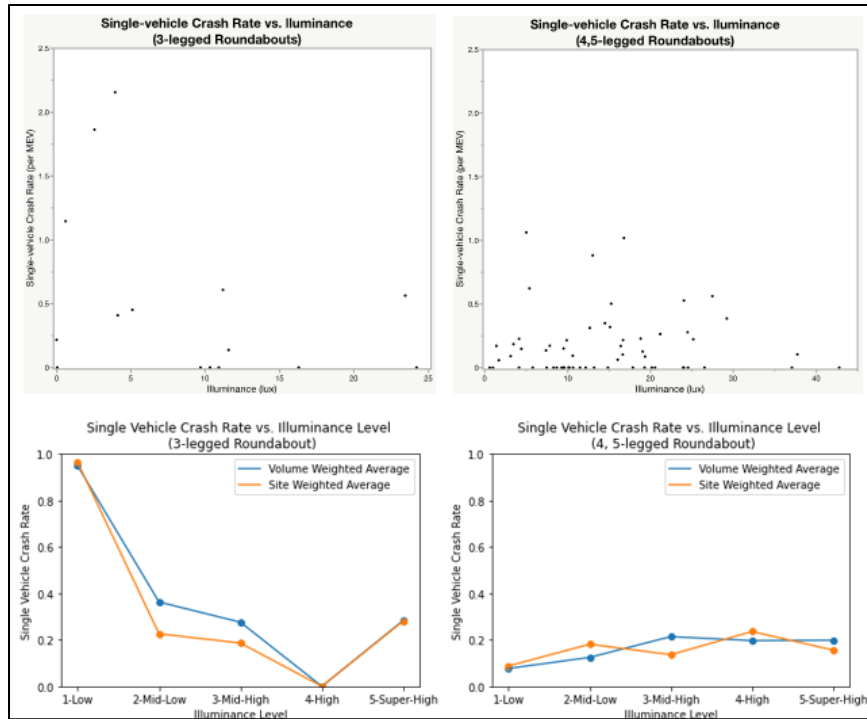 Single-vehicle Crash Rate vs. Illuminance
(3-legged Roundabouts)
2.5
2.0
1.5
1.0
0.5
0
Single-vehicle Crash Rate (per MEV)
0
5
10
15
20
25
Illuminance (lux)
Single-vehicle Crash Rate vs. Illuminance
(4,5-legged Roundabouts)
2.5
2.0
1.5
1.0
0.5
0
Single-vehicle Crash Rate (per MEV)
0
10
20
30
40
Illuminance (lux)
Single Vehicle Crash Rate vs. Illuminance Level
(3-legged Roundabout)
Volume Weighted Average
Site Weighted Average
1.0
0.8
0.6
0.4
0.2
0.0
Single Vehicle Crash Rate
1-Low
2-Mid-Low
3-Mid-High
4-High
5-Super-High
Illuminance Level
Single Vehicle Crash Rate vs. Illuminance Level
(4, 5-legged Roundabout)
Volume Weighted Average
Site Weighted Average
1.0
0.8
0.6
0.4
0.2
0.0
Single Vehicle Crash Rate
1-Low
2-Mid-Low
3-Mid-High
4-High
5-Super-High
Illuminance Level